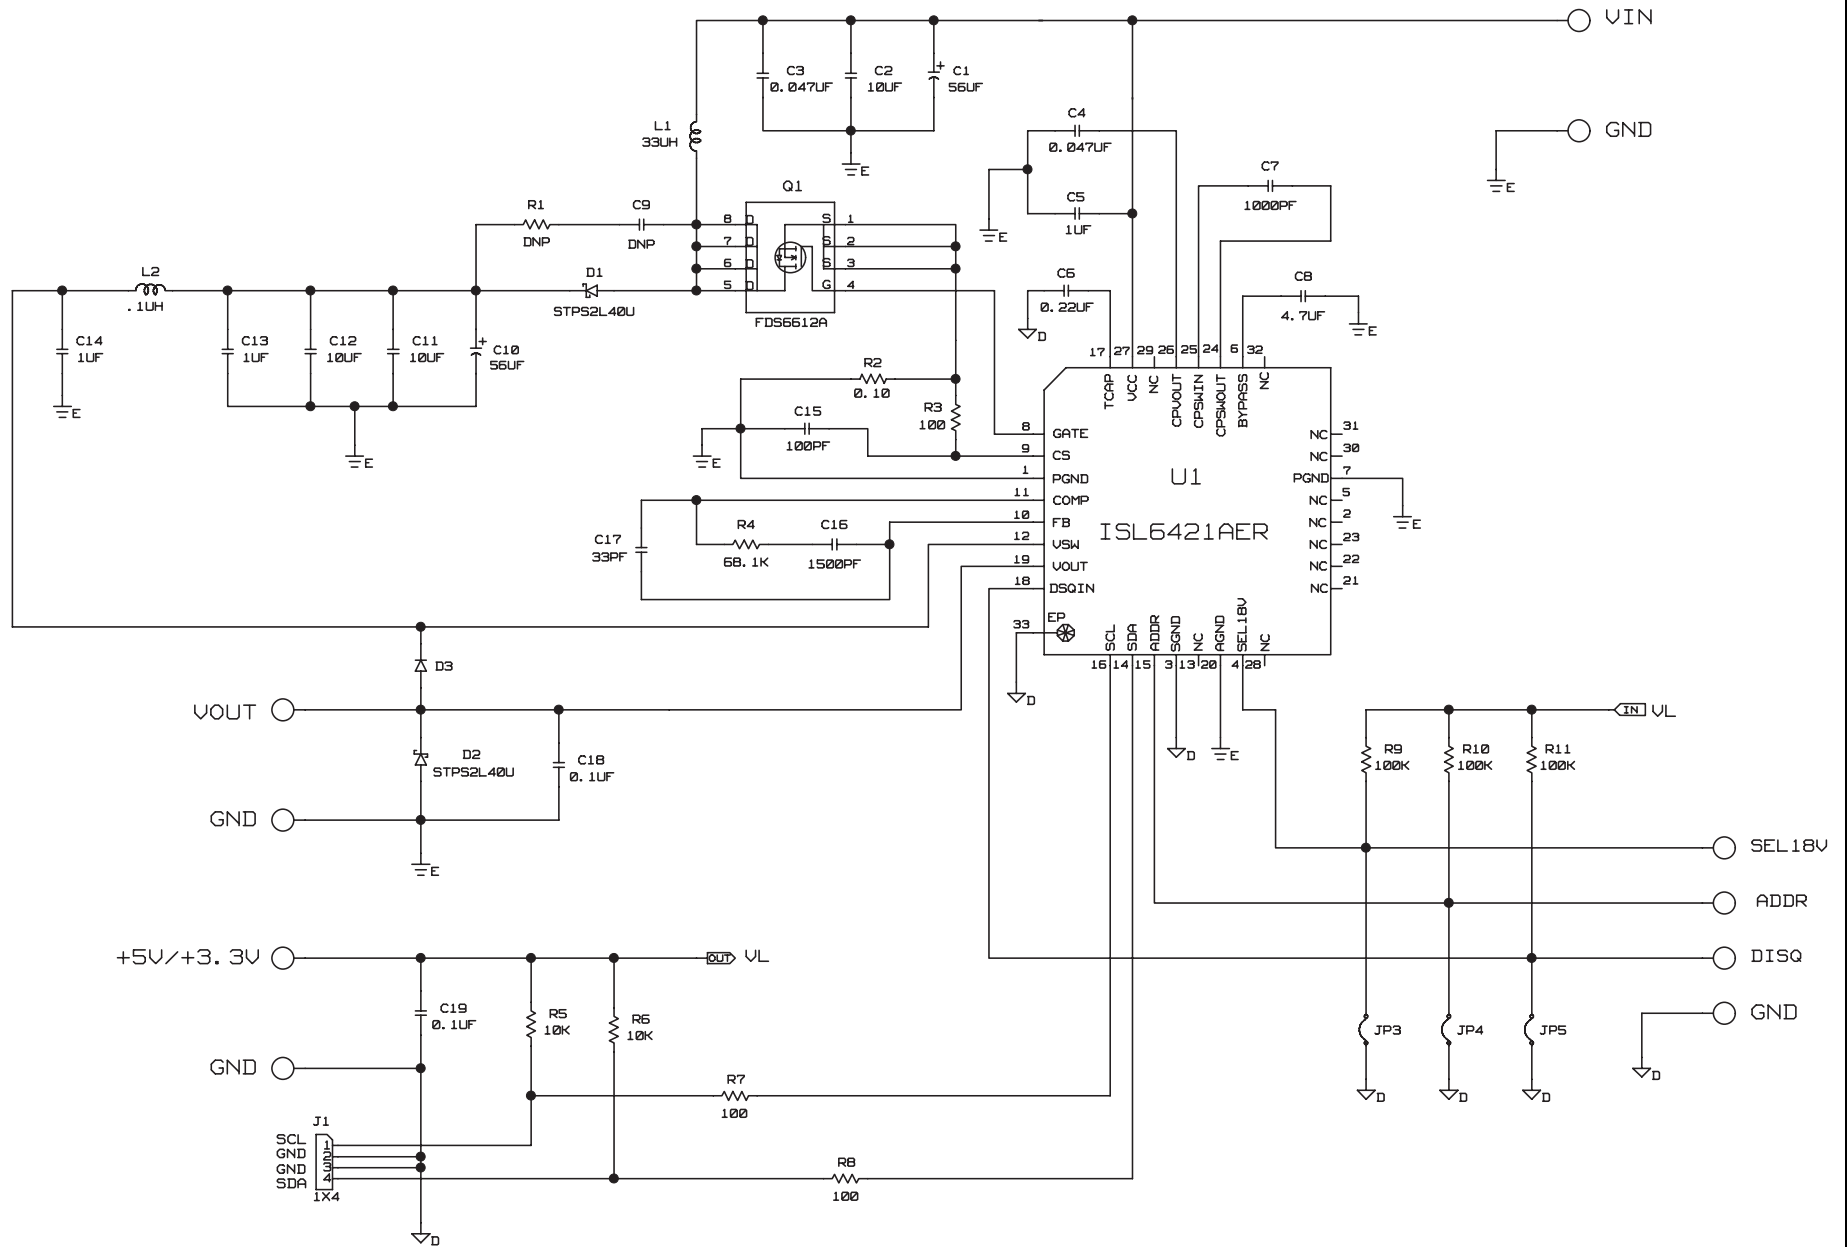 VIN
C3
0.047UF
C2
10UF
+
C1
56UF
L1
33UH
C4
0.047UF
GND
E
E
Q1
C7
1000PF
R1
DNP
C9
DNP
8 D
7 D
6 D
5 D
S 1
S 2
S 3
G 4
FDS6612A
C5
1UF
E
L2
.1UH
D1
STPS2L40U
C6
0.22UF
D
C8
4.7UF
E
C14
1UF
E
C13
1UF
C12
10UF
C11
10UF
+
C10
56UF
E
R2
0.10
R3
100
C15
100PF
E
17 27 29 26 25 24 6 32
TCAP
VCC
NC
CPVOUT
CPSWIN
CPSWOUT
BYPASS
NC
8 GATE
9 CS
1 PGND
11 COMP
10 FB
12 VSW
19 VOUT
18 DSQIN
33 EP
U1
ISL6421AER
NC 31
NC 30
PGND 7
NC 5
NC 2
NC 23
NC 22
NC 21
E
C17
33PF
R4
68.1K
C16
1500PF
SCL
SDA
ADDR
SGND
NC
AGND
SEL18V
NC
16 14 15 3 13 20 4 28
D
D
E
D3
VOUT
D2
STPS2L40U
C18
0.1UF
GND
E
IN VL
R9
100K
R10
100K
R11
100K
SEL18V
ADDR
DISQ
GND
D
JP3
JP4
JP5
D
D
D
+5V/+3.3V
OUT VL
C19
0.1UF
R5
10K
R6
10K
GND
R7
100
J1
SCL 1
GND 2
GND 3
SDA 4
1X4
R8
100
D